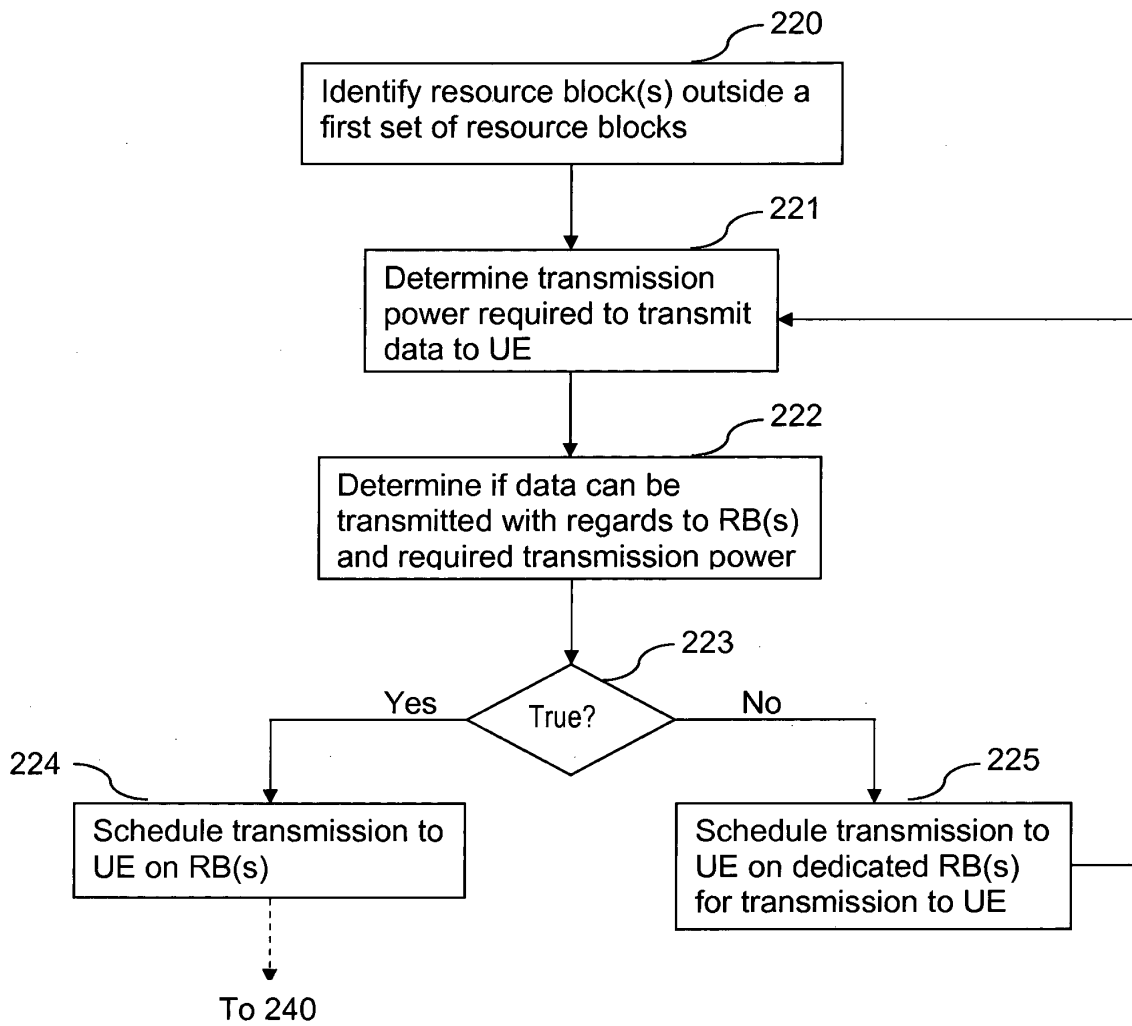 220
Identify resource block(s) outside a
first set of resource blocks
221
Determine transmission
power required to transmit
data to UE
222
Determine if data can be
transmitted with regards to RB(s)
and required transmission power
223
True?
Yes
No
224
Schedule transmission to
UE on RB(s)
225
Schedule transmission to
UE on dedicated RB(s)
for transmission to UE
To 240